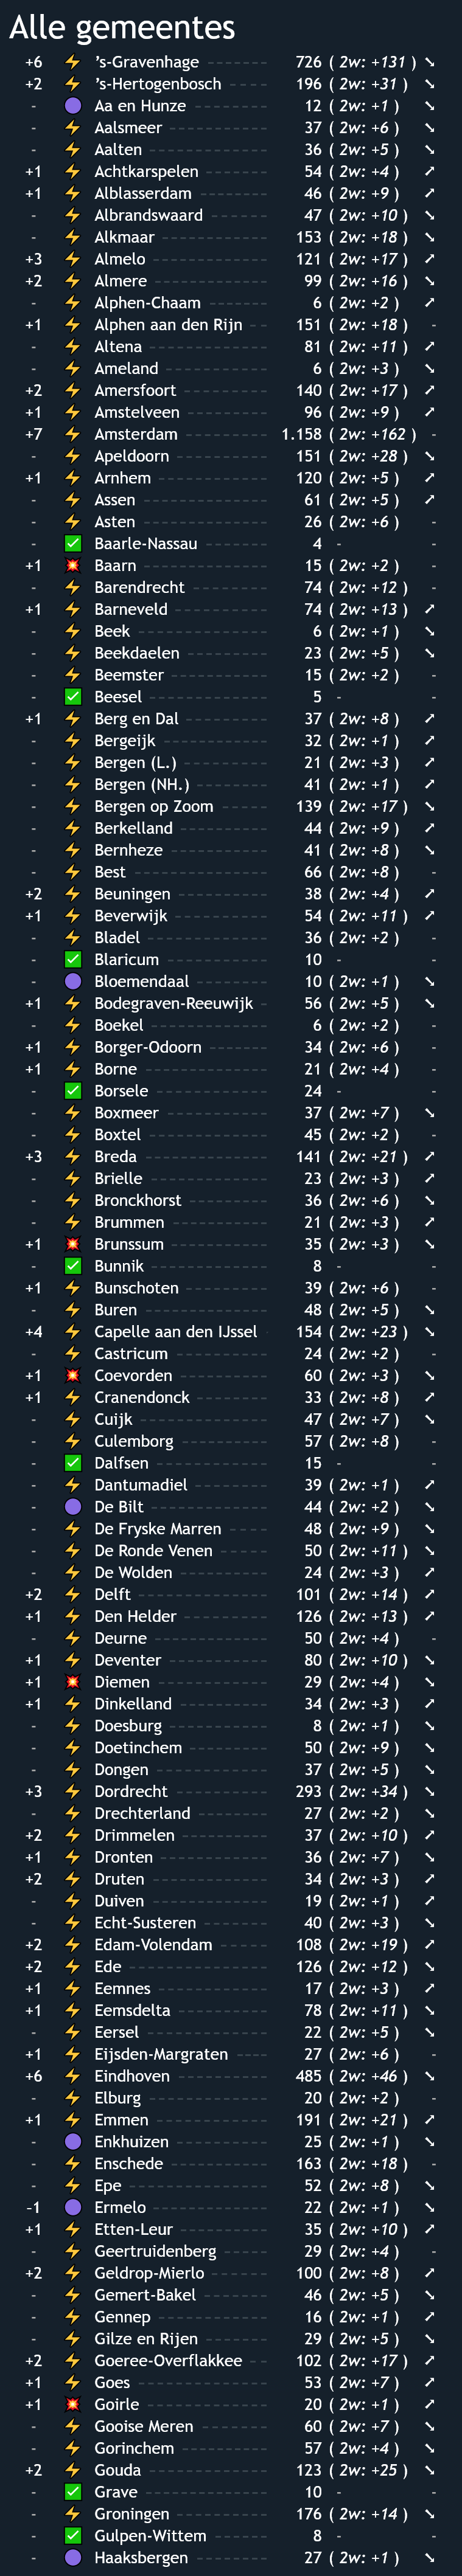 Alle gemeentes
+6 ⚡ 's-Gravenhage 726 ( 2w: +131 ) ↘
+2 ⚡ 's-Hertogenbosch 196 ( 2w: +31 ) ↘
- 🟣 Aa en Hunze 12 ( 2w: +1 ) ↘
- ⚡ Aalsmeer 37 ( 2w: +6 ) ↘
- ⚡ Aalten 36 ( 2w: +5 ) ↘
+1 ⚡ Achtkarspelen 54 ( 2w: +4 ) ↗
+1 ⚡ Alblasserdam 46 ( 2w: +9 ) ↗
- ⚡ Albrandswaard 47 ( 2w: +10 ) ↘
- ⚡ Alkmaar 153 ( 2w: +18 ) ↘
+3 ⚡ Almelo 121 ( 2w: +17 ) ↗
+2 ⚡ Almere 99 ( 2w: +16 ) ↘
- ⚡ Alphen-Chaam 6 ( 2w: +2 ) ↗
+1 ⚡ Alphen aan den Rijn 151 ( 2w: +18 ) -
- ⚡ Altena 81 ( 2w: +11 ) ↗
- ⚡ Ameland 6 ( 2w: +3 ) ↘
+2 ⚡ Amersfoort 140 ( 2w: +17 ) ↗
+1 ⚡ Amstelveen 96 ( 2w: +9 ) ↗
+7 ⚡ Amsterdam 1.158 ( 2w: +162 ) -
- ⚡ Apeldoorn 151 ( 2w: +28 ) ↘
+1 ⚡ Arnhem 120 ( 2w: +5 ) ↗
- ⚡ Assen 61 ( 2w: +5 ) ↗
- ⚡ Asten 26 ( 2w: +6 ) -
- ✅ Baarle-Nassau 4 - -
+1 💥 Baarn 15 ( 2w: +2 ) -
- ⚡ Barendrecht 74 ( 2w: +12 ) -
+1 ⚡ Barneveld 74 ( 2w: +13 ) ↗
- ⚡ Beek 6 ( 2w: +1 ) ↘
- ⚡ Beekdaelen 23 ( 2w: +5 ) ↘
- ⚡ Beemster 15 ( 2w: +2 ) -
- ✅ Beesel 5 - -
+1 ⚡ Berg en Dal 37 ( 2w: +8 ) ↗
- ⚡ Bergeijk 32 ( 2w: +1 ) ↗
- ⚡ Bergen (L.) 21 ( 2w: +3 ) ↗
- ⚡ Bergen (NH.) 41 ( 2w: +1 ) ↗
- ⚡ Bergen op Zoom 139 ( 2w: +17 ) ↘
- ⚡ Berkelland 44 ( 2w: +9 ) ↗
- ⚡ Bernheze 41 ( 2w: +8 ) ↘
- ⚡ Best 66 ( 2w: +8 ) -
+2 ⚡ Beuningen 38 ( 2w: +4 ) ↗
+1 ⚡ Beverwijk 54 ( 2w: +11 ) ↗
- ⚡ Bladel 36 ( 2w: +2 ) -
- ✅ Blaricum 10 - -
- 🟣 Bloemendaal 10 ( 2w: +1 ) ↘
+1 ⚡ Bodegraven-Reeuwijk 56 ( 2w: +5 ) ↘
- ⚡ Boekel 6 ( 2w: +2 ) -
+1 ⚡ Borger-Odoorn 34 ( 2w: +6 ) -
+1 ⚡ Borne 21 ( 2w: +4 ) -
- ✅ Borsele 24 - -
- ⚡ Boxmeer 37 ( 2w: +7 ) ↘
- ⚡ Boxtel 45 ( 2w: +2 ) -
+3 ⚡ Breda 141 ( 2w: +21 ) ↗
- ⚡ Brielle 23 ( 2w: +3 ) ↗
- ⚡ Bronckhorst 36 ( 2w: +6 ) ↘
- ⚡ Brummen 21 ( 2w: +3 ) ↗
+1 💥 Brunssum 35 ( 2w: +3 ) ↘
- ✅ Bunnik 8 - -
+1 ⚡ Bunschoten 39 ( 2w: +6 ) -
- ⚡ Buren 48 ( 2w: +5 ) ↘
+4 ⚡ Capelle aan den IJssel 154 ( 2w: +23 ) ↘
- ⚡ Castricum 24 ( 2w: +2 ) -
+1 💥 Coevorden 60 ( 2w: +3 ) ↘
+1 ⚡ Cranendonck 33 ( 2w: +8 ) ↗
- ⚡ Cuijk 47 ( 2w: +7 ) ↘
- ⚡ Culemborg 57 ( 2w: +8 ) -
- ✅ Dalfsen 15 - -
- ⚡ Dantumadiel 39 ( 2w: +1 ) ↗
- 🟣 De Bilt 44 ( 2w: +2 ) ↘
- ⚡ De Fryske Marren 48 ( 2w: +9 ) ↘
- ⚡ De Ronde Venen 50 ( 2w: +11 ) ↘
- ⚡ De Wolden 24 ( 2w: +3 ) ↗
+2 ⚡ Delft 101 ( 2w: +14 ) ↗
+1 ⚡ Den Helder 126 ( 2w: +13 ) ↗
- ⚡ Deurne 50 ( 2w: +4 ) -
+1 ⚡ Deventer 80 ( 2w: +10 ) ↘
+1 💥 Diemen 29 ( 2w: +4 ) ↘
+1 ⚡ Dinkelland 34 ( 2w: +3 ) ↗
- ⚡ Doesburg 8 ( 2w: +1 ) ↘
- ⚡ Doetinchem 50 ( 2w: +9 ) ↘
- ⚡ Dongen 37 ( 2w: +5 ) ↘
+3 ⚡ Dordrecht 293 ( 2w: +34 ) ↘
- ⚡ Drechterland 27 ( 2w: +2 ) ↘
+2 ⚡ Drimmelen 37 ( 2w: +10 ) ↗
+1 ⚡ Dronten 36 ( 2w: +7 ) ↘
+2 ⚡ Druten 34 ( 2w: +3 ) ↗
- ⚡ Duiven 19 ( 2w: +1 ) ↗
- ⚡ Echt-Susteren 40 ( 2w: +3 ) ↘
+2 ⚡ Edam-Volendam 108 ( 2w: +19 ) ↗
+2 ⚡ Ede 126 ( 2w: +12 ) ↘
+1 ⚡ Eemnes 17 ( 2w: +3 ) ↗
+1 ⚡ Eemsdelta 78 ( 2w: +11 ) ↘
- ⚡ Eersel 22 ( 2w: +5 ) ↘
+1 ⚡ Eijsden-Margraten 27 ( 2w: +6 ) -
+6 ⚡ Eindhoven 485 ( 2w: +46 ) ↘
- ⚡ Elburg 20 ( 2w: +2 ) -
+1 ⚡ Emmen 191 ( 2w: +21 ) ↗
- 🟣 Enkhuizen 25 ( 2w: +1 ) ↘
- ⚡ Enschede 163 ( 2w: +18 ) -
- ⚡ Epe 52 ( 2w: +8 ) ↘
-1 🟣 Ermelo 22 ( 2w: +1 ) ↘
+1 ⚡ Etten-Leur 35 ( 2w: +10 ) ↗
- ⚡ Geertruidenberg 29 ( 2w: +4 ) -
+2 ⚡ Geldrop-Mierlo 100 ( 2w: +8 ) ↗
- ⚡ Gemert-Bakel 46 ( 2w: +5 ) ↘
- ⚡ Gennep 16 ( 2w: +1 ) ↗
- ⚡ Gilze en Rijen 29 ( 2w: +5 ) ↘
+2 ⚡ Goeree-Overflakkee 102 ( 2w: +17 ) ↗
+1 ⚡ Goes 53 ( 2w: +7 ) ↗
+1 💥 Goirle 20 ( 2w: +1 ) ↗
- ⚡ Gooise Meren 60 ( 2w: +7 ) ↘
- ⚡ Gorinchem 57 ( 2w: +4 ) ↘
+2 ⚡ Gouda 123 ( 2w: +25 ) ↘
- ✅ Grave 10 - -
- ⚡ Groningen 176 ( 2w: +14 ) ↘
- ✅ Gulpen-Wittem 8 - -
- 🟣 Haaksbergen 27 ( 2w: +1 ) ↘